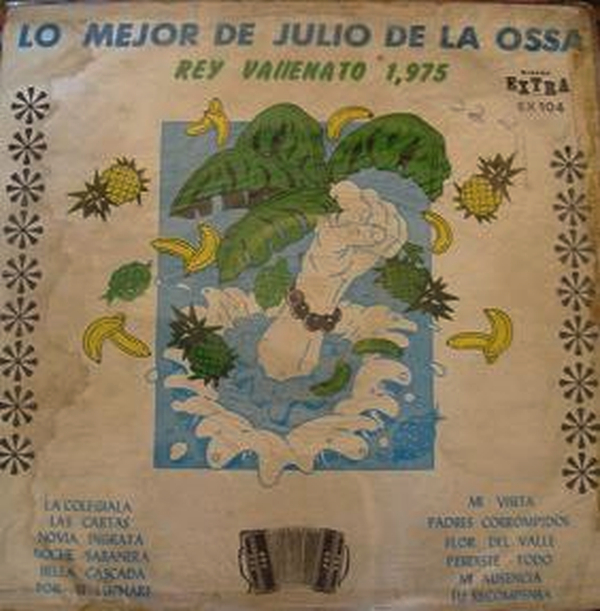 LO MEJOR DE JULIO DE LA OSSA
REY VALLENATO 1,975
EXTRA
EX 104
LA COLEGIALA
LAS CARTAS
NOVIA INGRATA
NOCHE SABANERA
BELLA CASCADA
POR
MI VISITA
PADRES CORROMPIDOS
FLOR DEL VALLE
PERDISTE TODO
MI AUSENCIA
TU RECOMPENSA